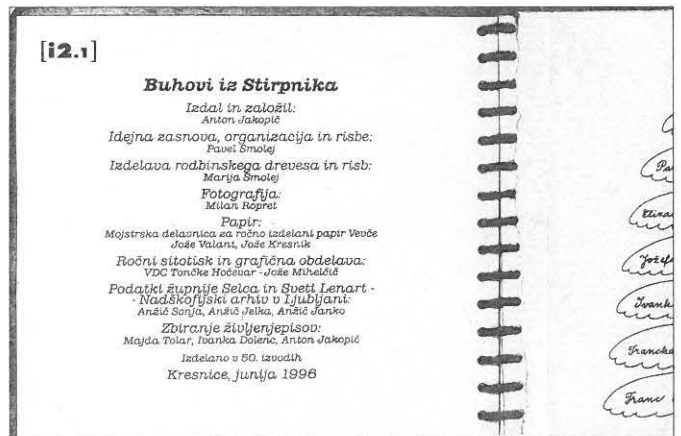 [i2.1]
Buhovi iz Stirpnika
Izdal in založil:
Anton Jakopič
Idejna zasnova, organizacija in risbe:
Pavel Smolej
Izdelava rodbinskega drevesa in risb:
Marija Smolej
Fotografija:
Milan Ropret
Papir:
Mojstrska delavnica za ročno izdelani papir Vevče
Jože Valant, Jože Kresnik
Ročni sitotisk in grafična obdelava:
VDC Tončke Hočevar - Jože Mihelčič
Podatki župnije Selca in Sveti Lenart -
- Nadškofijski arhiv v Ljubljani:
Anžič Sonja, Anžič Jelka, Anžič Janko
Zbiranje življenjepisov:
Majda Tolar, Ivanka Dolenc, Anton Jakopič
Izdelano v 50. izvodih
Kresnice, junija 1996
Pa
Jožef
Ivank
Francka
Franc